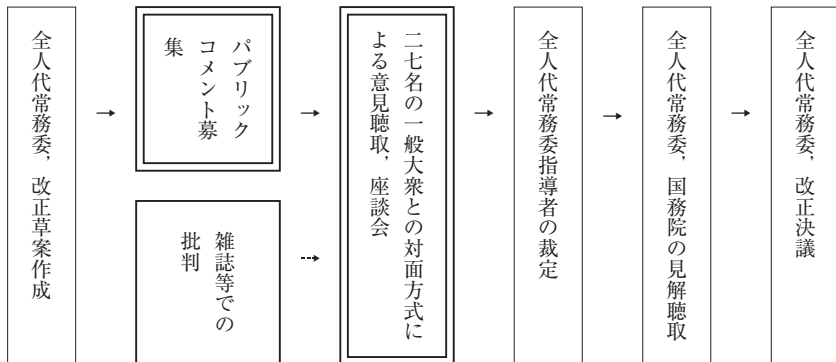 全人代常務委，改正草案作成
→
パブリック
コメント募
集
→
雑誌等での
批判
⇢
二七名の一般大衆との対面方式に
よる意見聴取，座談会
→
全人代常務委指導者の裁定
→
全人代常務委，国務院の見解聴取
→
全人代常務委，改正決議